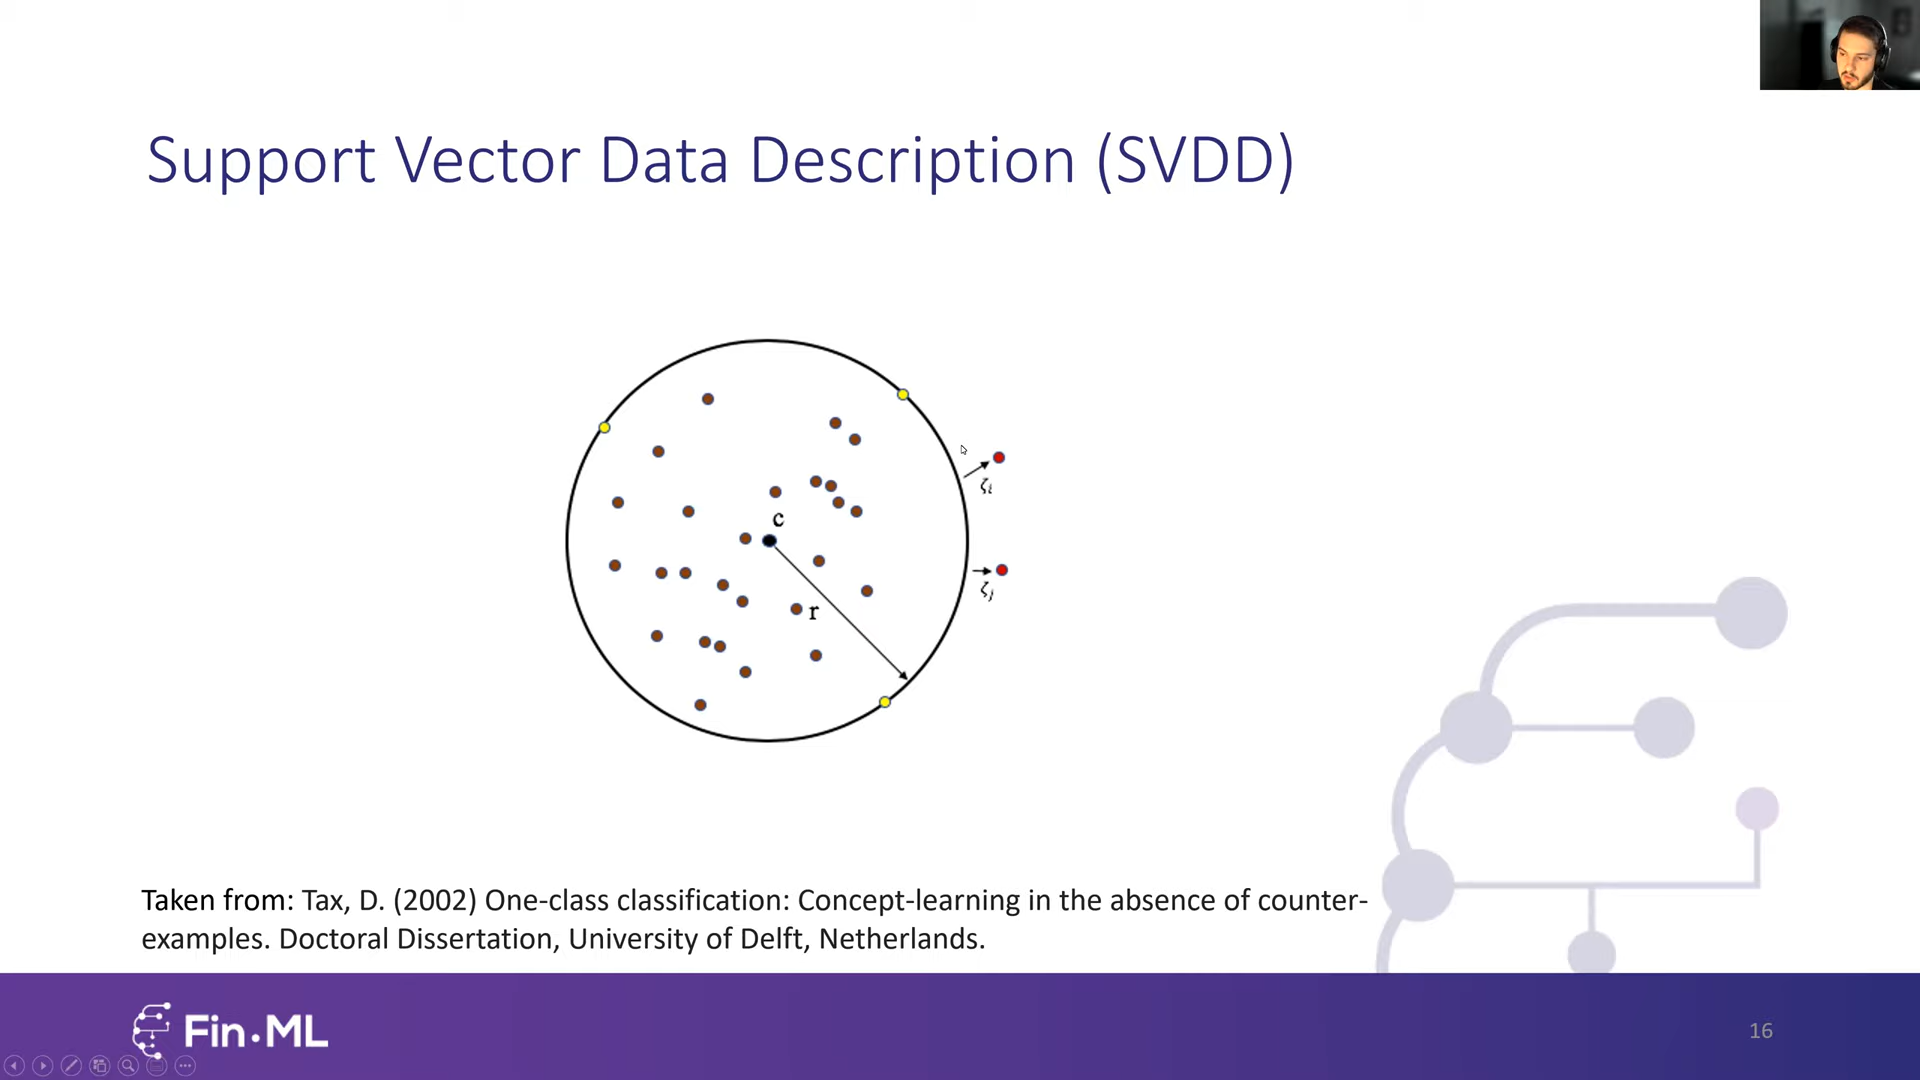 Support Vector Data Description (SVDD)
ζi
c
ζj
r
Taken from: Tax, D. (2002) One-class classification: Concept-learning in the absence of counter-
examples. Doctoral Dissertation, University of Delft, Netherlands.
Fin·ML
16